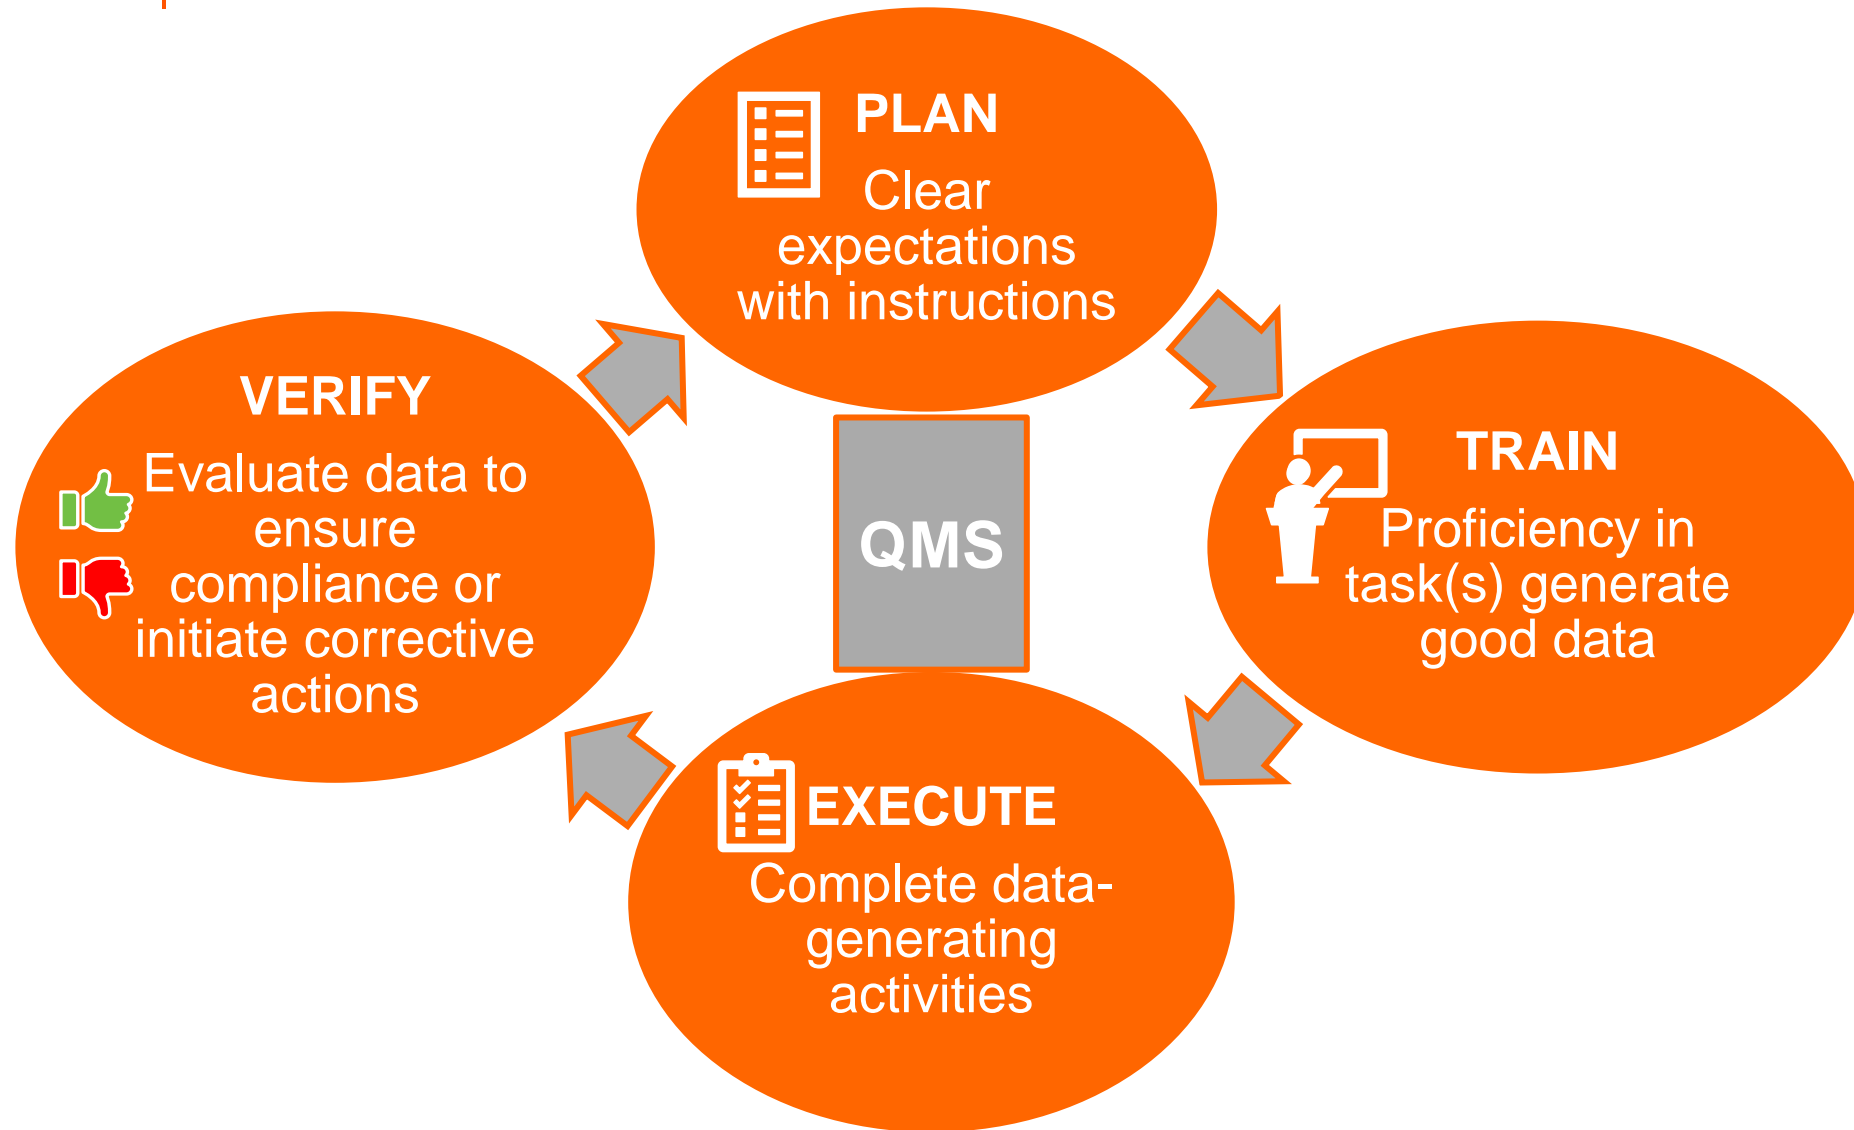 PLAN
Clear
expectations
with instructions
TRAIN
Proficiency in
task(s) generate
good data
EXECUTE
Complete data-
generating
activities
VERIFY
Evaluate data to
ensure
compliance or
initiate corrective
actions
QMS